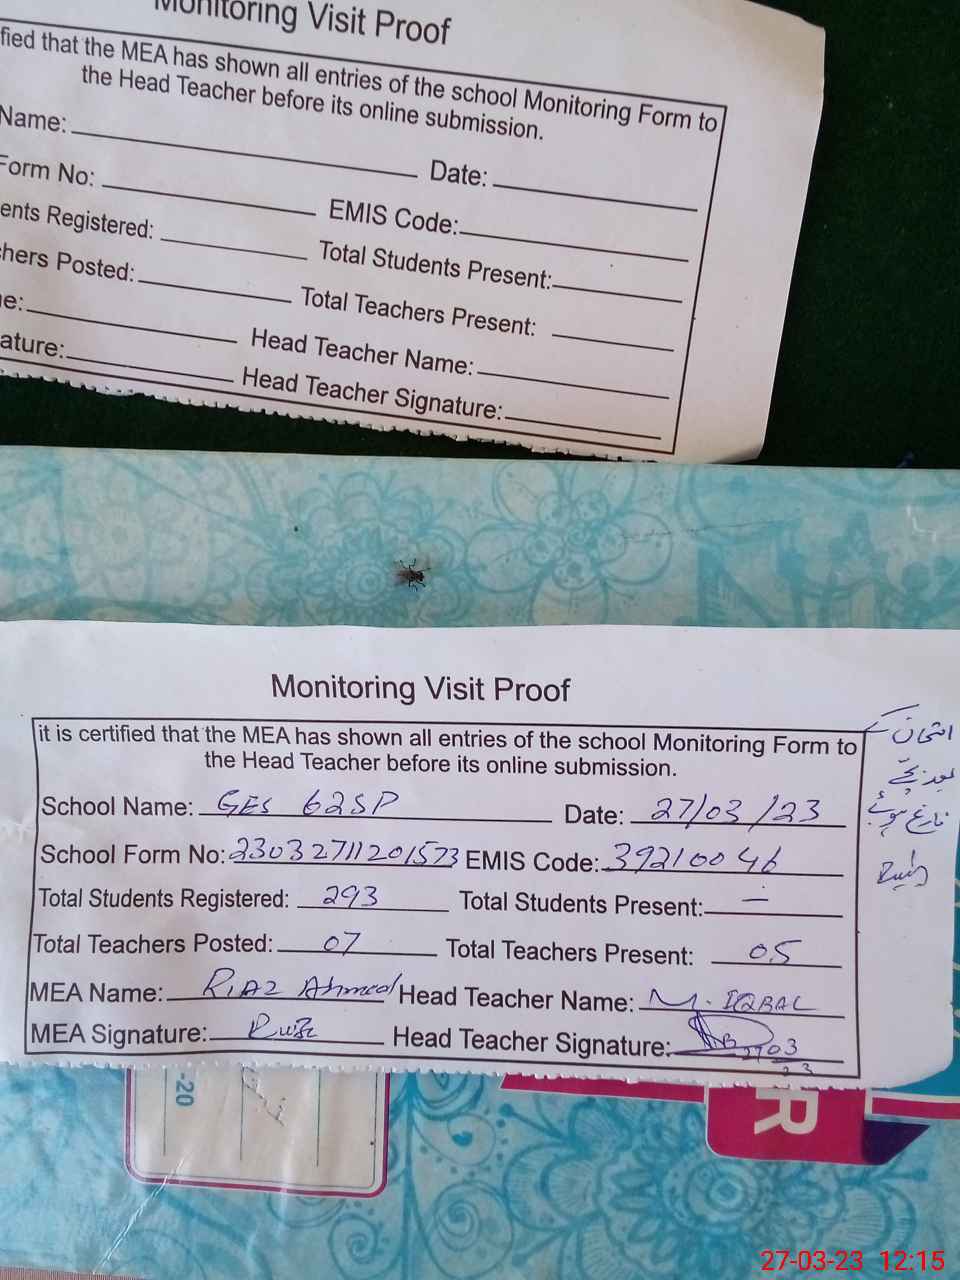 Monitoring Visit Proof
fied that the MEA has shown all entries of the school Monitoring Form to
the Head Teacher before its online submission.
Name: Date:
Form No: EMIS Code:
ents Registered: Total Students Present:
hers Posted: Total Teachers Present:
e: Head Teacher Name:
ature: Head Teacher Signature:
Monitoring Visit Proof
it is certified that the MEA has shown all entries of the school Monitoring Form to
the Head Teacher before its online submission.
School Name: GES 62SP Date: 27/03/23
School Form No: 23032711201573 EMIS Code: 39210046
Total Students Registered: 293 Total Students Present: —
Total Teachers Posted: 07 Total Teachers Present: 05
MEA Name: Riaz Ahmed Head Teacher Name: M. IQBAL
MEA Signature: Head Teacher Signature:
امتحان کے
بعد بچے
فارغ ہوئے
-20
R
27-03-23 12:15